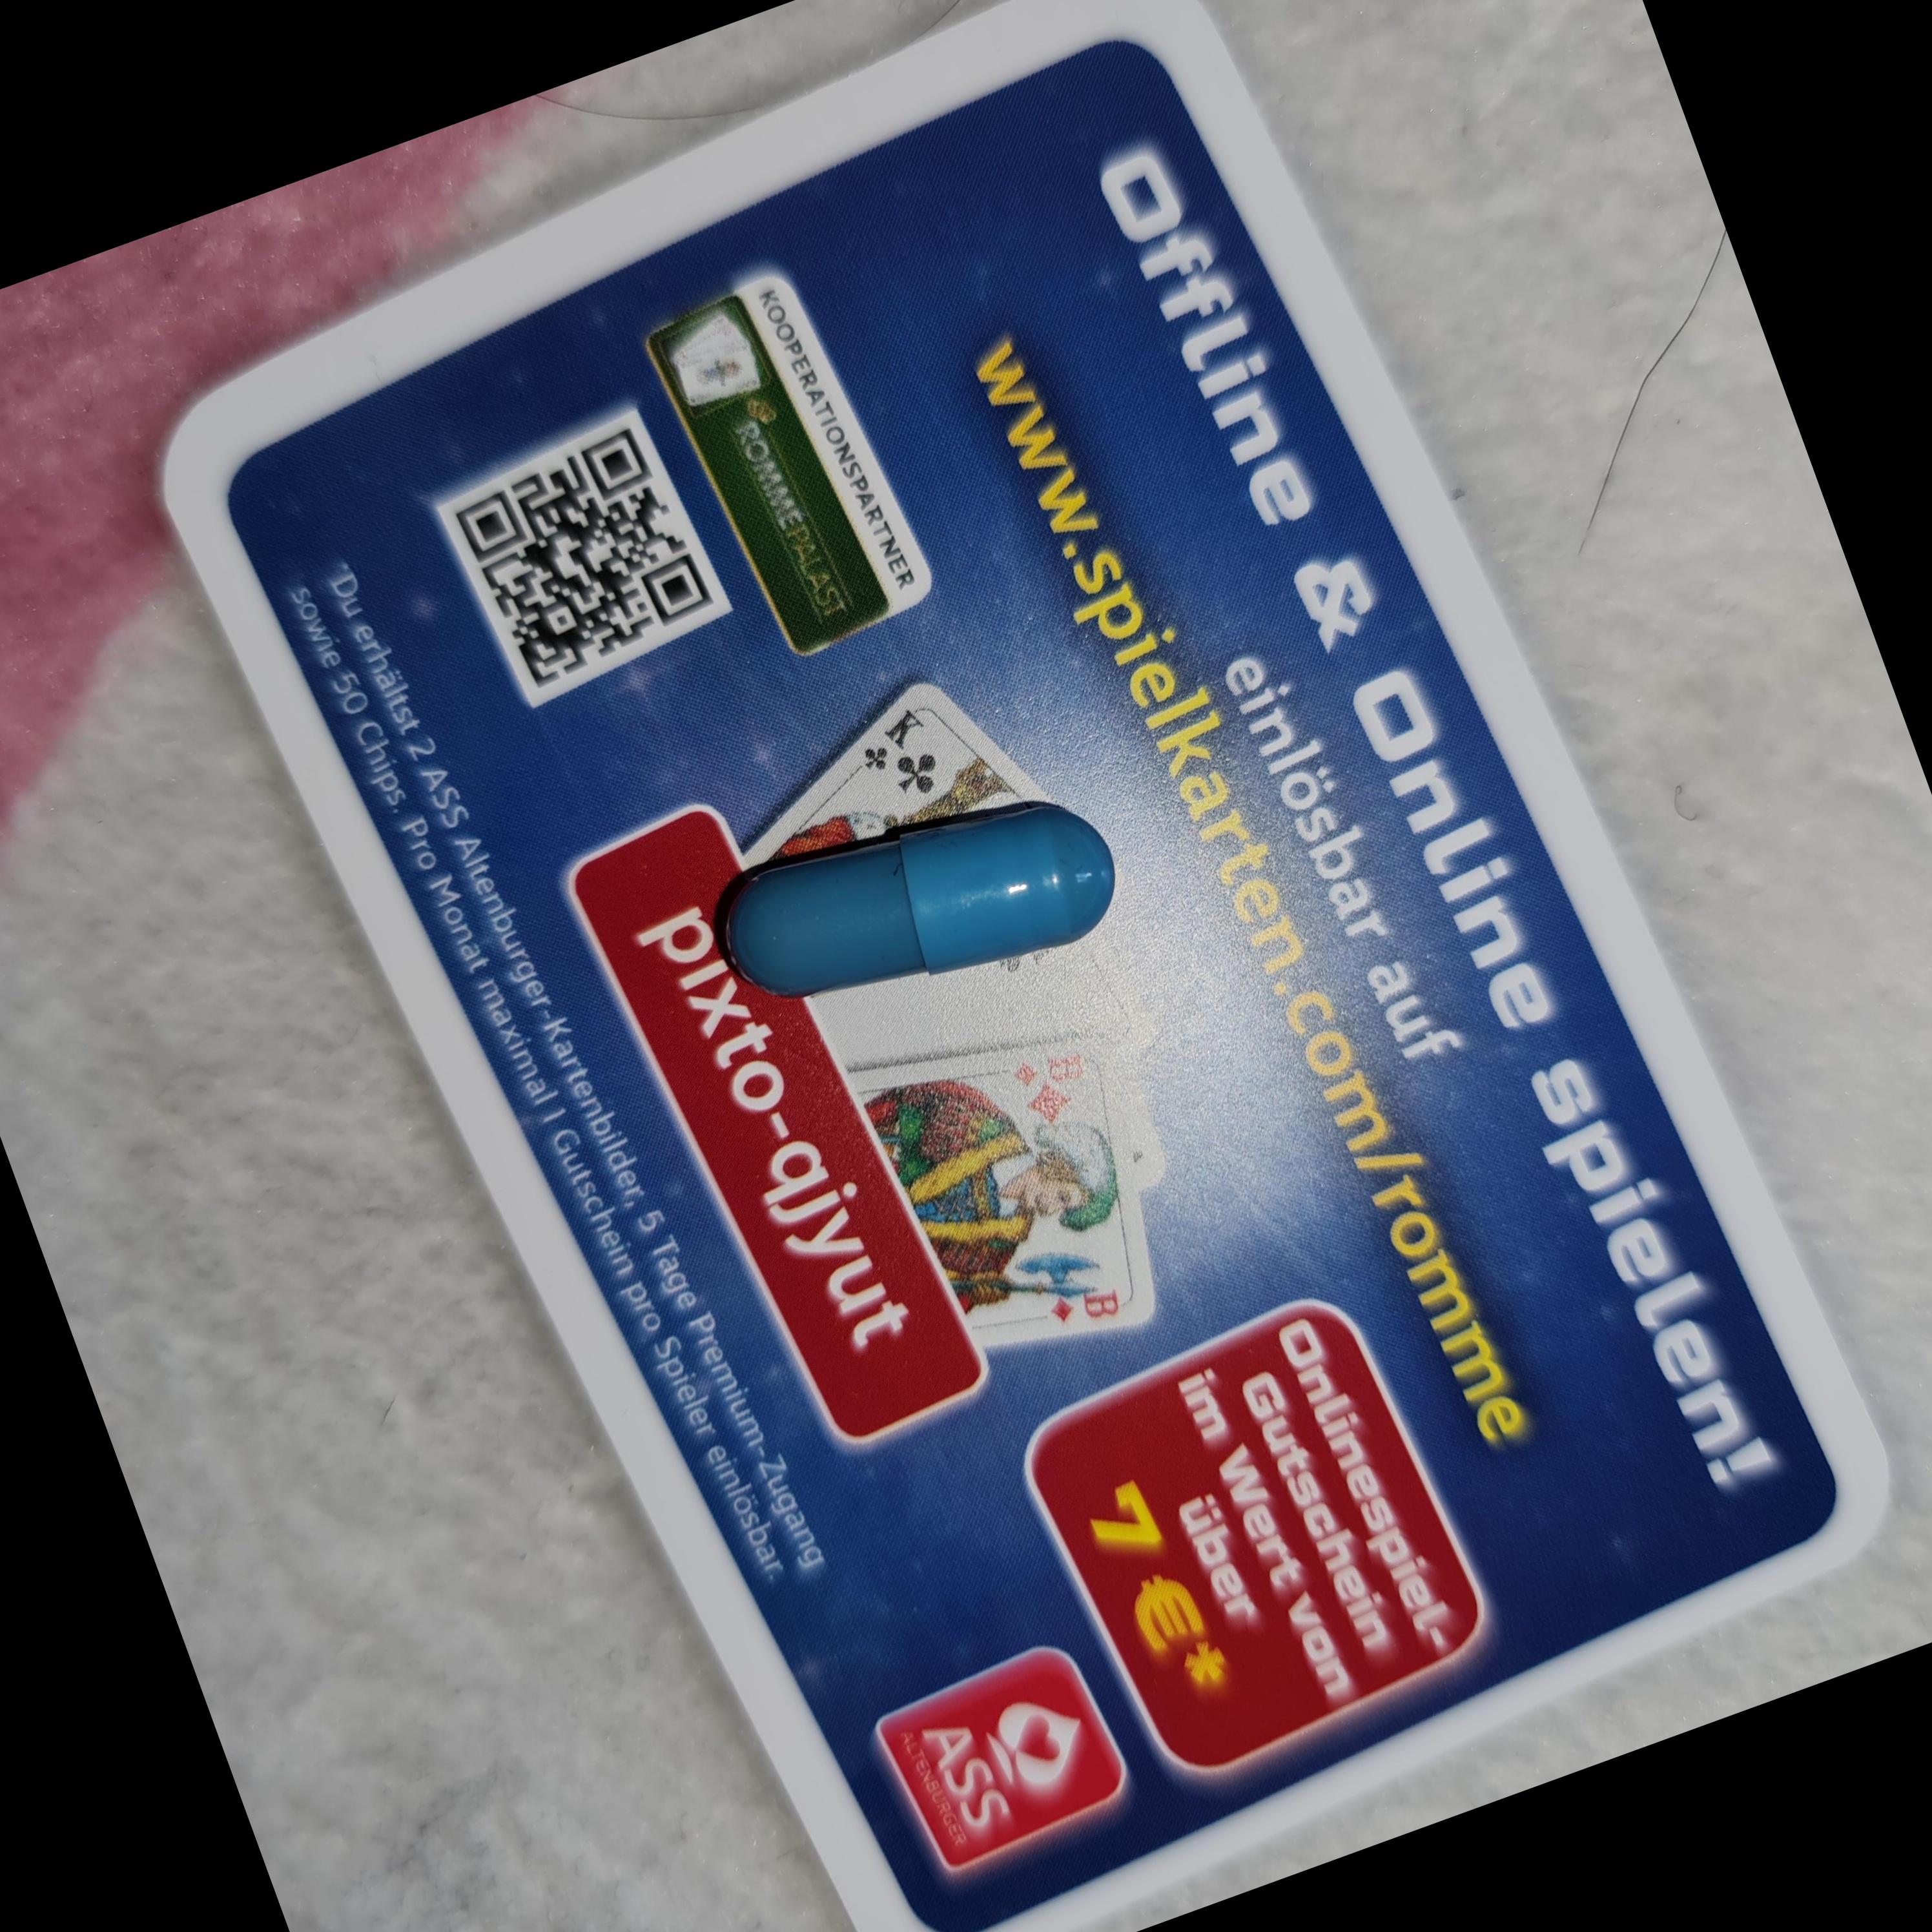 Offline & Online spielen!
einlösbar auf
www.spielkarten.com/romme
KOOPERATIONSPARTNER
ROMMÉPALAST
K
B
B
pixto-qjyut
Onlinespiel-
Gutschein
im Wert von
über
7 €*
*Du erhältst 2 ASS Altenburger-Kartenbilder, 5 Tage Premium-Zugang
sowie 50 Chips. Pro Monat maximal 1 Gutschein pro Spieler einlösbar.
ASS
ALTENBURGER